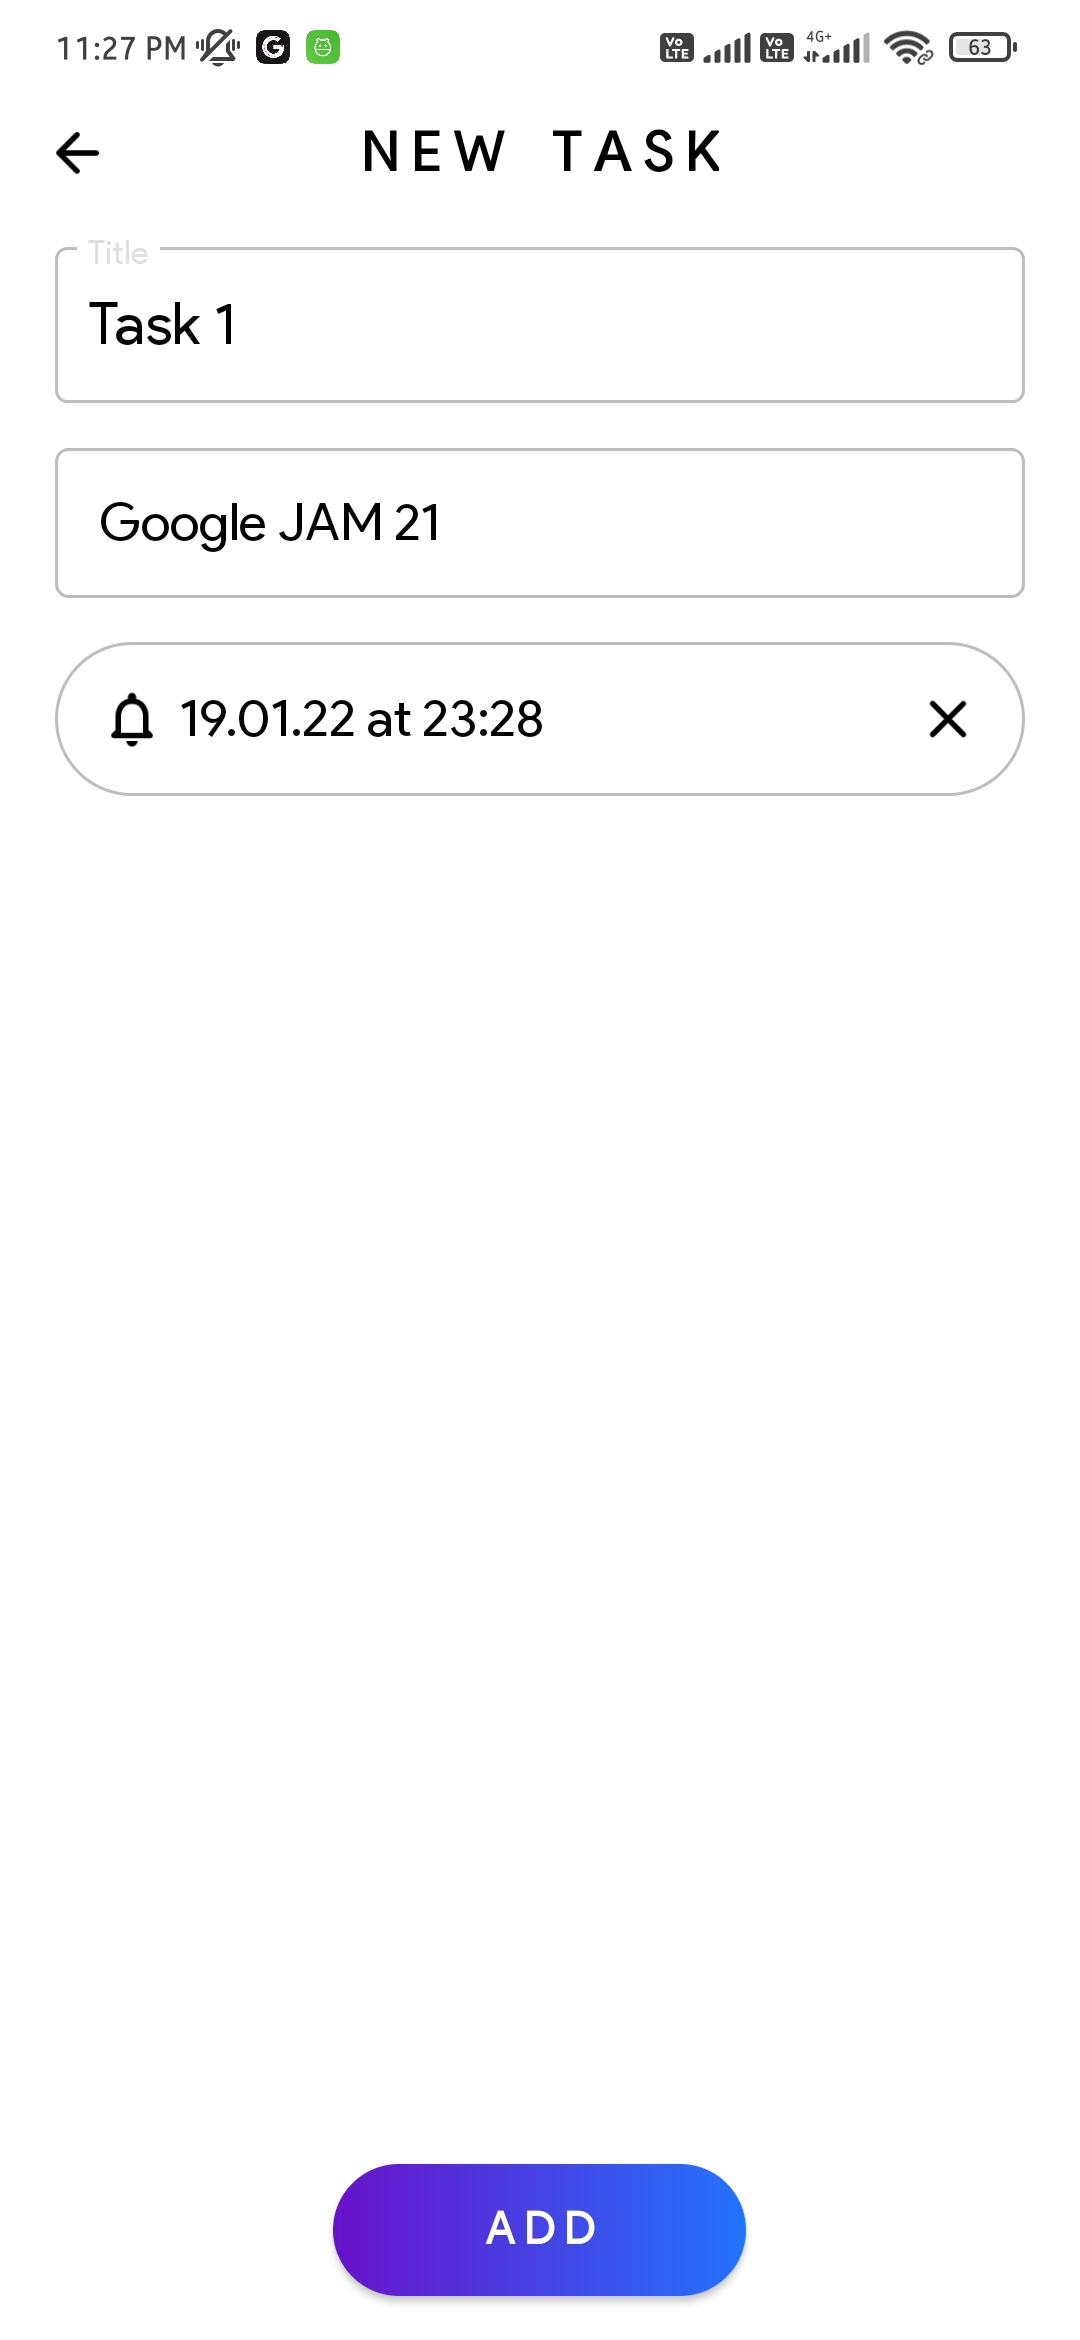 11:27 PM G Vo LTE Vo LTE 4G+ 63
NEW TASK
Title
Task 1
Google JAM 21
19.01.22 at 23:28
ADD